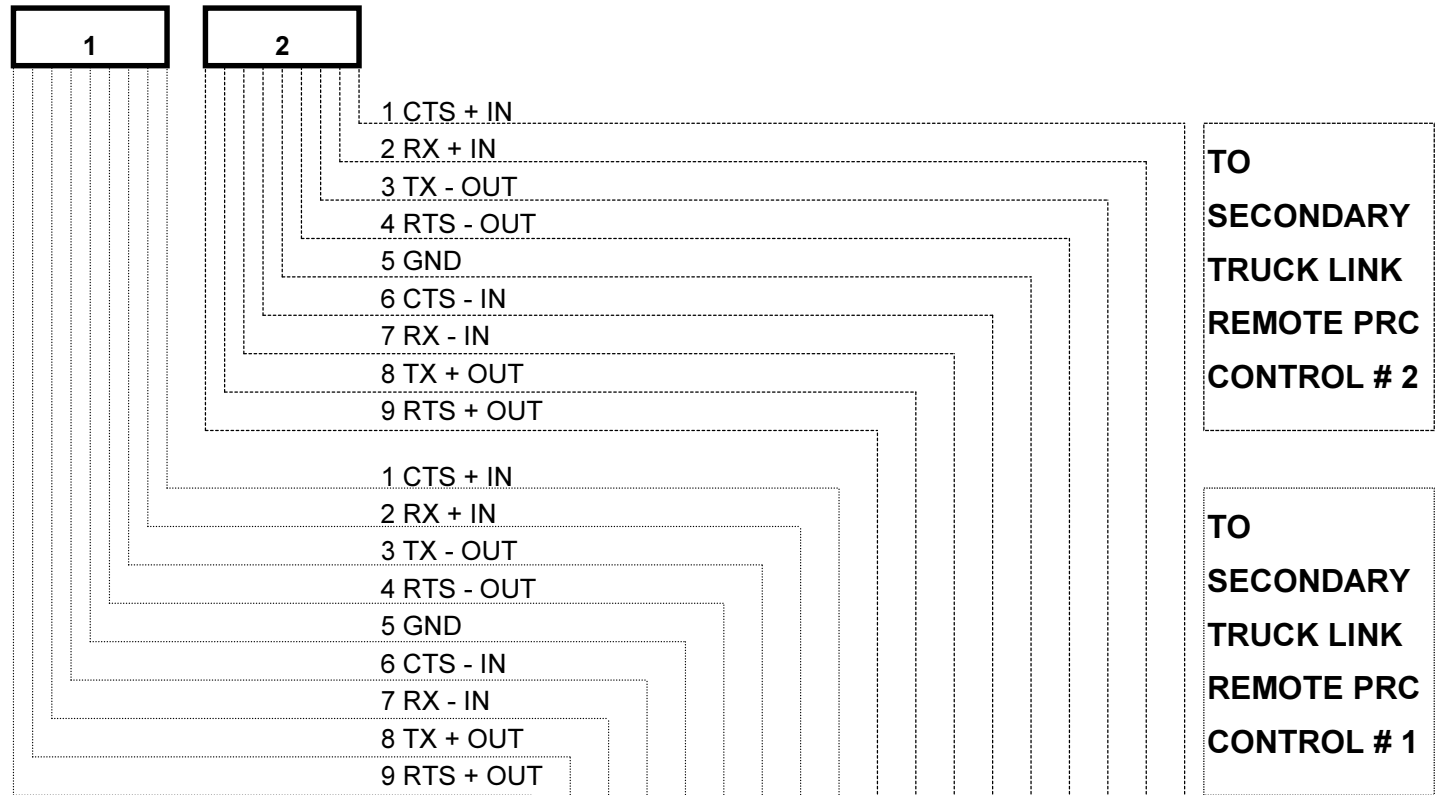 1
2
1 CTS + IN
2 RX + IN
3 TX - OUT
4 RTS - OUT
5 GND
6 CTS - IN
7 RX - IN
8 TX + OUT
9 RTS + OUT
TO
SECONDARY
TRUCK LINK
REMOTE PRC
CONTROL # 2
1 CTS + IN
2 RX + IN
3 TX - OUT
4 RTS - OUT
5 GND
6 CTS - IN
7 RX - IN
8 TX + OUT
9 RTS + OUT
TO
SECONDARY
TRUCK LINK
REMOTE PRC
CONTROL # 1